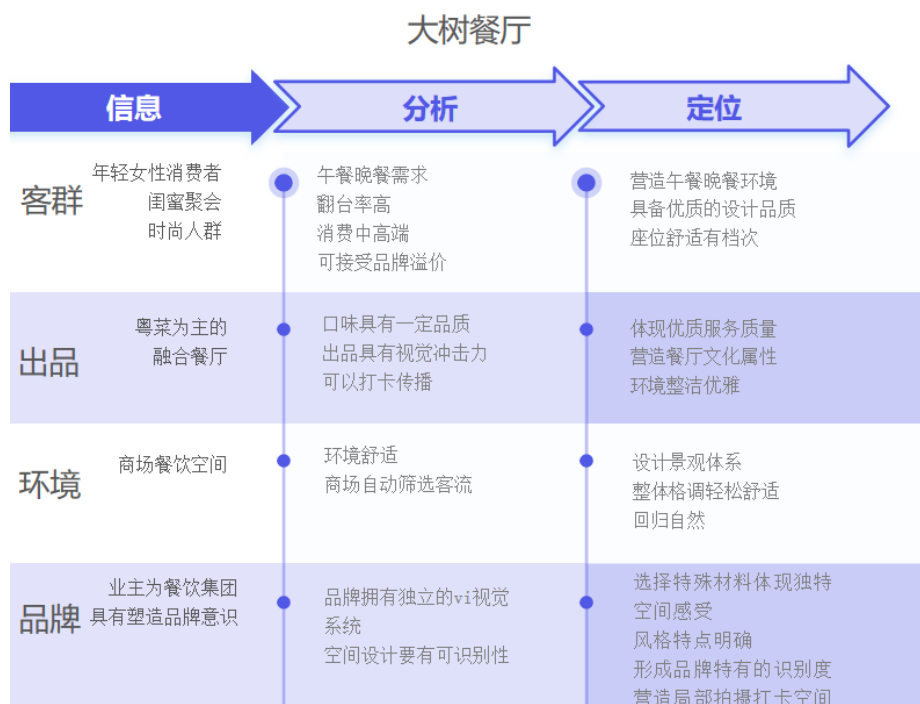 大树餐厅
信息
分析
定位
客群
年轻女性消费者
闺蜜聚会
时尚人群
午餐晚餐需求
翻台率高
消费中高端
可接受品牌溢价
营造午餐晚餐环境
具备优质的设计品质
座位舒适有档次
出品
粤菜为主的
融合餐厅
口味具有一定品质
出品具有视觉冲击力
可以打卡传播
体现优质服务质量
营造餐厅文化属性
环境整洁优雅
环境
商场餐饮空间
环境舒适
商场自动筛选客流
设计景观体系
整体格调轻松舒适
回归自然
品牌
业主为餐饮集团
具有塑造品牌意识
品牌拥有独立的vi视觉
系统
空间设计要有可识别性
选择特殊材料体现独特
空间感受
风格特点明确
形成品牌特有的识别度
营造局部拍摄打卡空间